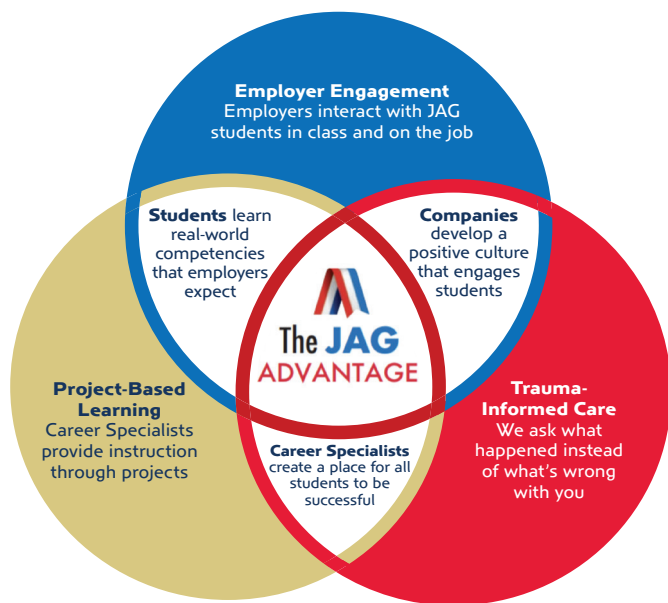 Employer Engagement
Employers interact with JAG
students in class and on the job
Students learn
real-world
competencies
that employers
expect
Companies
develop a
positive culture
that engages
students
The JAG
ADVANTAGE
Project-Based
Learning
Career Specialists
provide instruction
through projects
Career Specialists
create a place for all
students to be
successful
Trauma-
Informed Care
We ask what
happened instead
of what's wrong
with you